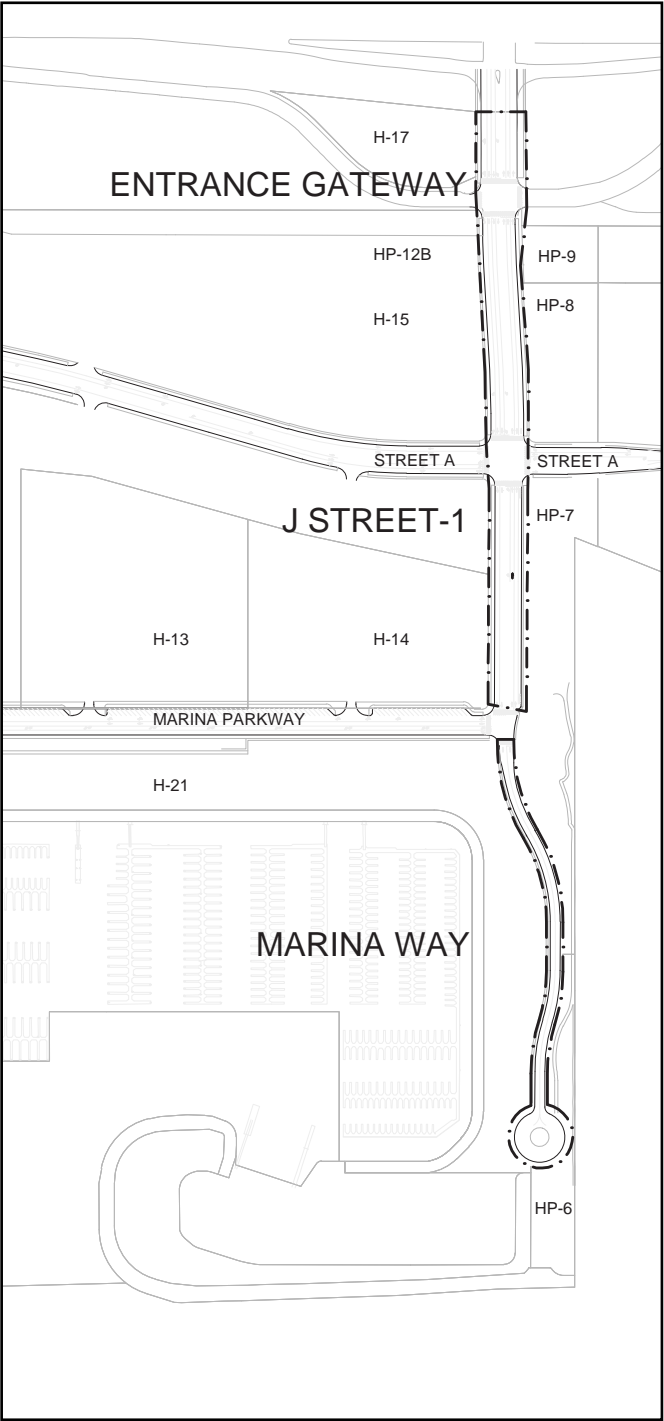 H-17
ENTRANCE GATEWAY
HP-12B
HP-9
H-15
HP-8
STREET A
STREET A
J STREET-1
HP-7
H-13
H-14
MARINA PARKWAY
H-21
MARINA WAY
HP-6